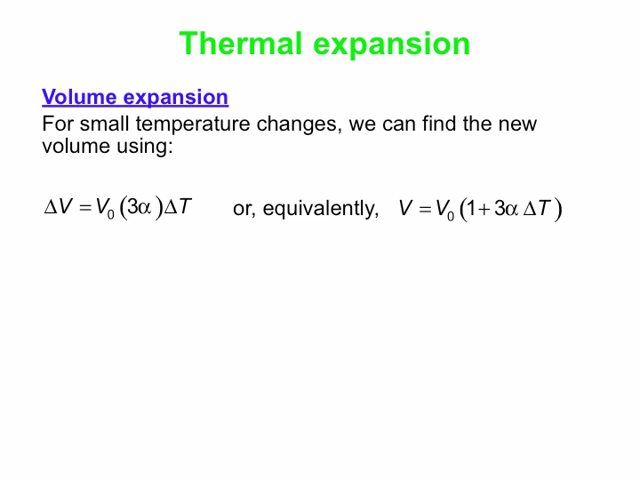 Thermal expansion
Volume expansion
For small temperature changes, we can find the new
volume using:
ΔV = V₀ (3α)ΔT or, equivalently, V = V₀ (1+ 3α ΔT )